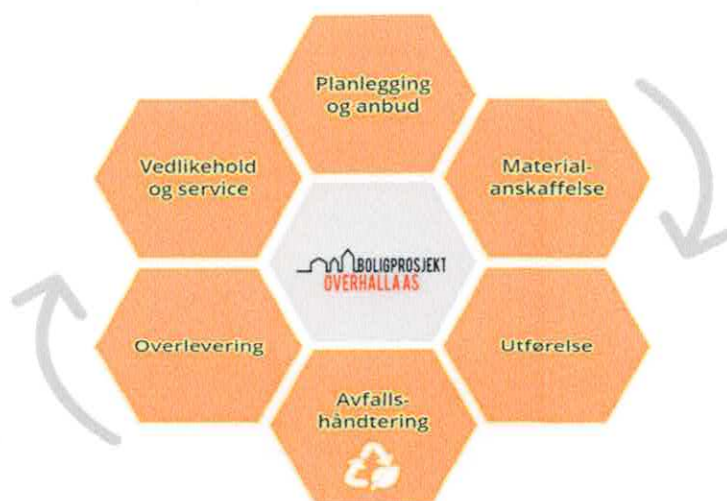 Planlegging
og anbud
Material-
anskaffelse
Utførelse
Avfalls-
håndtering
Overlevering
Vedlikehold
og service
BOLIGPROSJEKT
OVERHALLA AS